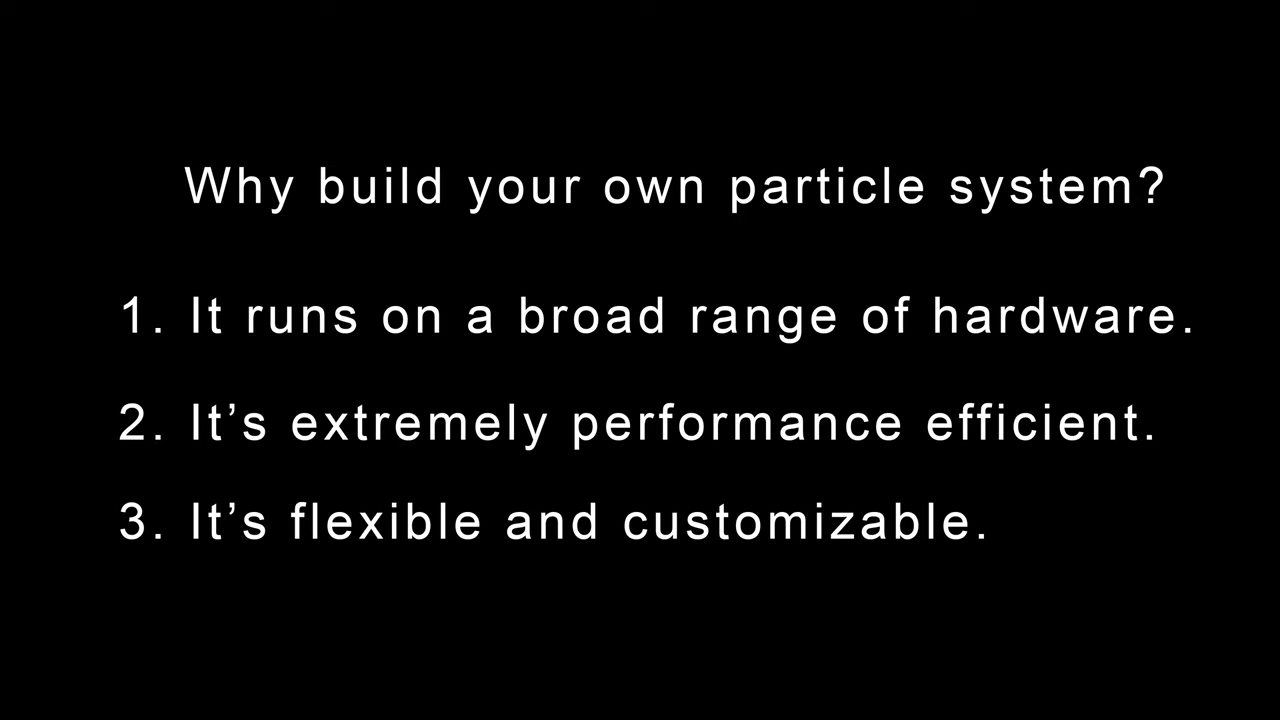 Why build your own particle system?
1. It runs on a broad range of hardware.
2. It’s extremely performance efficient.
3. It’s flexible and customizable.